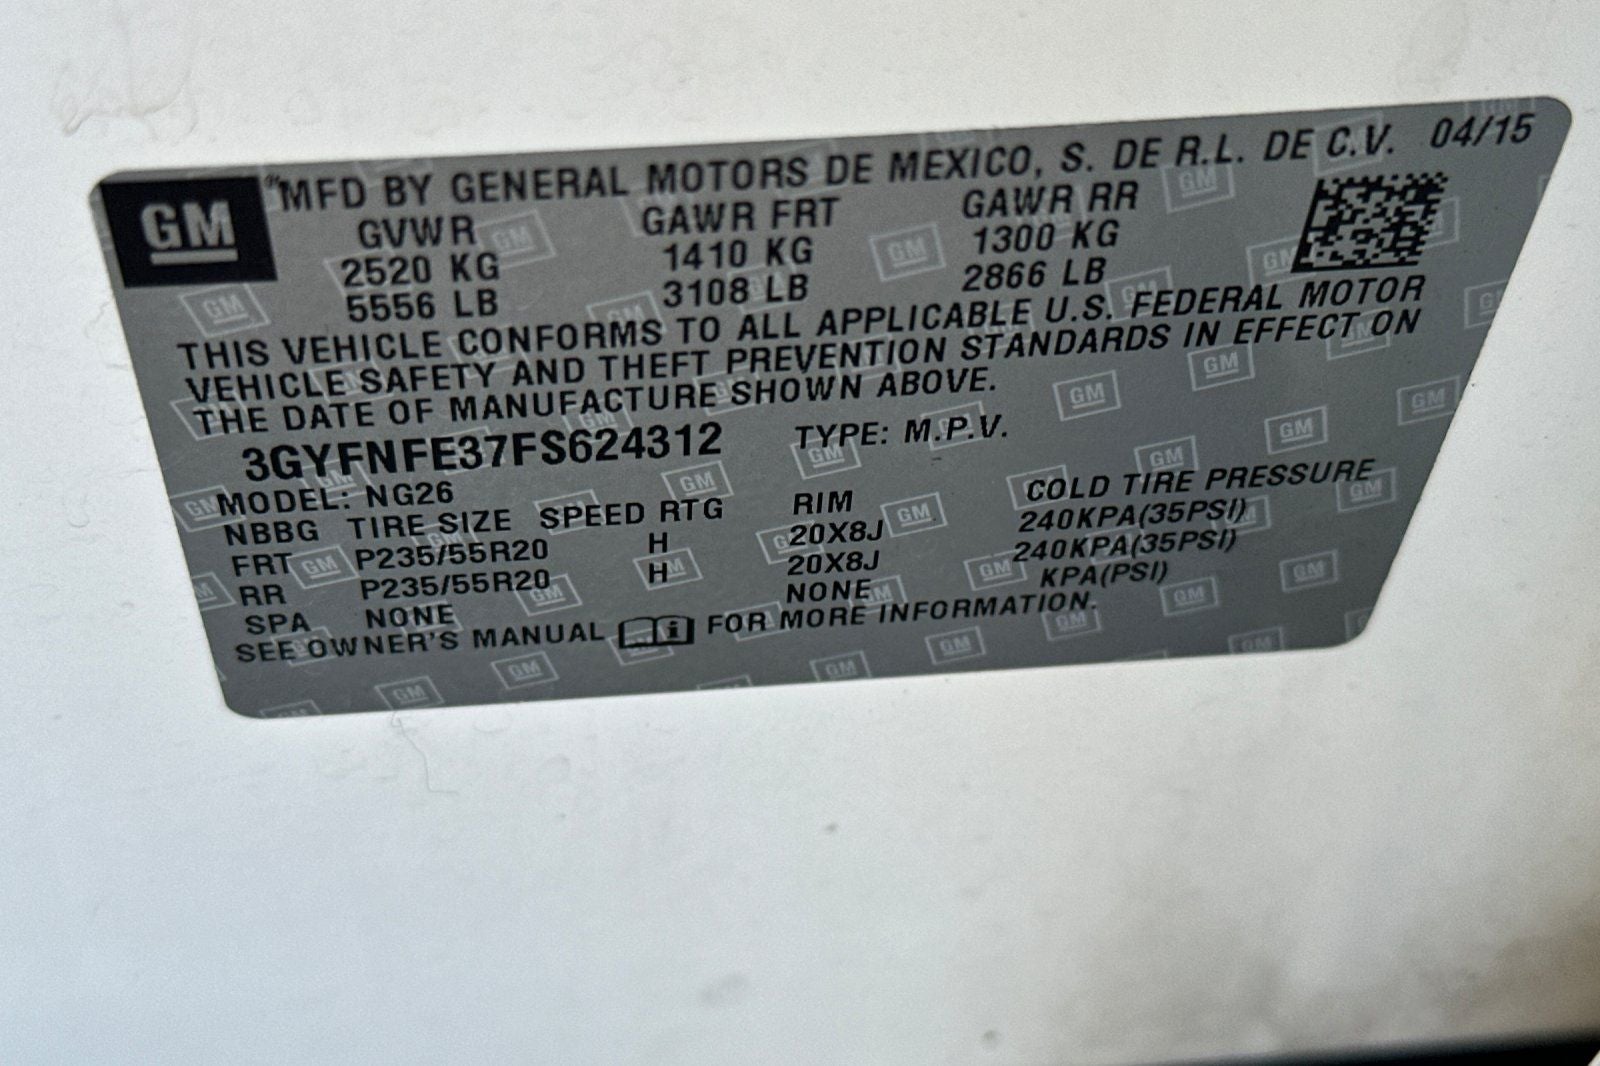 GM
"MFD BY GENERAL MOTORS DE MEXICO, S. DE R.L. DE C.V. 04/15
GVWR GAWR FRT GAWR RR
2520 KG 1410 KG 1300 KG
5556 LB 3108 LB 2866 LB
THIS VEHICLE CONFORMS TO ALL APPLICABLE U.S. FEDERAL MOTOR
VEHICLE SAFETY AND THEFT PREVENTION STANDARDS IN EFFECT ON
THE DATE OF MANUFACTURE SHOWN ABOVE.
3GYFNFE37FS624312 TYPE: M.P.V.
MODEL: NG26
NBBG TIRE SIZE SPEED RTG RIM COLD TIRE PRESSURE
FRT P235/55R20 H 20X8J 240KPA(35PSI)
RR P235/55R20 H 20X8J 240KPA(35PSI)
SPA NONE NONE KPA(PSI)
SEE OWNER'S MANUAL i FOR MORE INFORMATION.